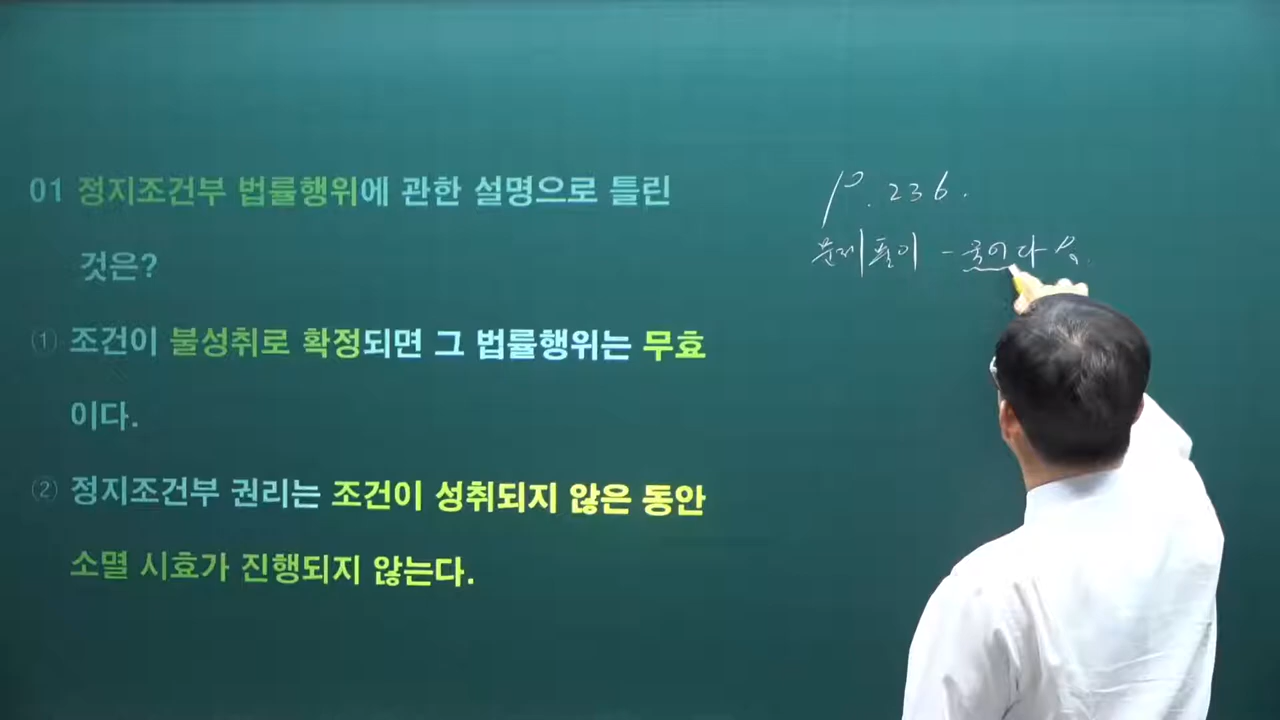 01 정지조건부 법률행위에 관한 설명으로 틀린
것은?
⑴ 조건이 불성취로 확정되면 그 법률행위는 무효
이다.
⑵ 정지조건부 권리는 조건이 성취되지 않은 동안
소멸 시효가 진행되지 않는다.
P. 236.
문제풀이 -